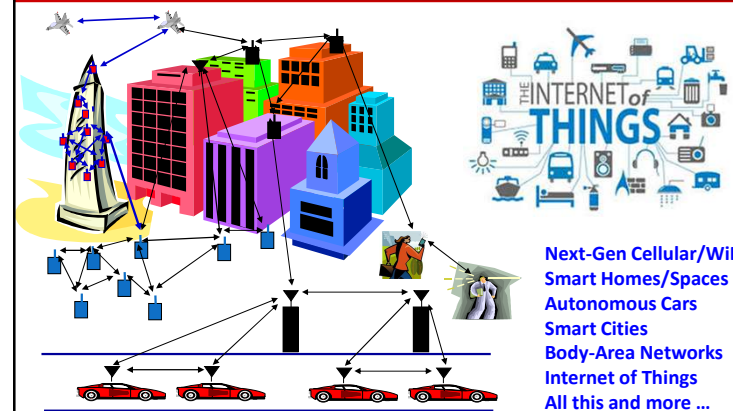 THE
INTERNET of
THINGS
Next-Gen Cellular/Wi
Smart Homes/Spaces
Autonomous Cars
Smart Cities
Body-Area Networks
Internet of Things
All this and more …